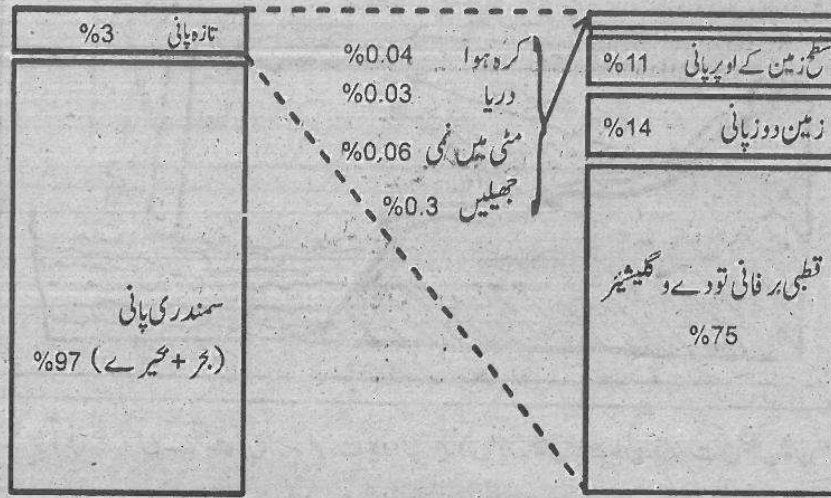 تازہ پانی %3
سمندری پانی
(بحر + بحیرے) %97
کرہ ہوا %0.04
دریا %0.03
مٹی میں نمی %0.06
جھیلیں %0.3
سطح زمین کے اوپر پانی %11
زمین دوز پانی %14
قطبی برفانی تودے و گلیشیئر
%75